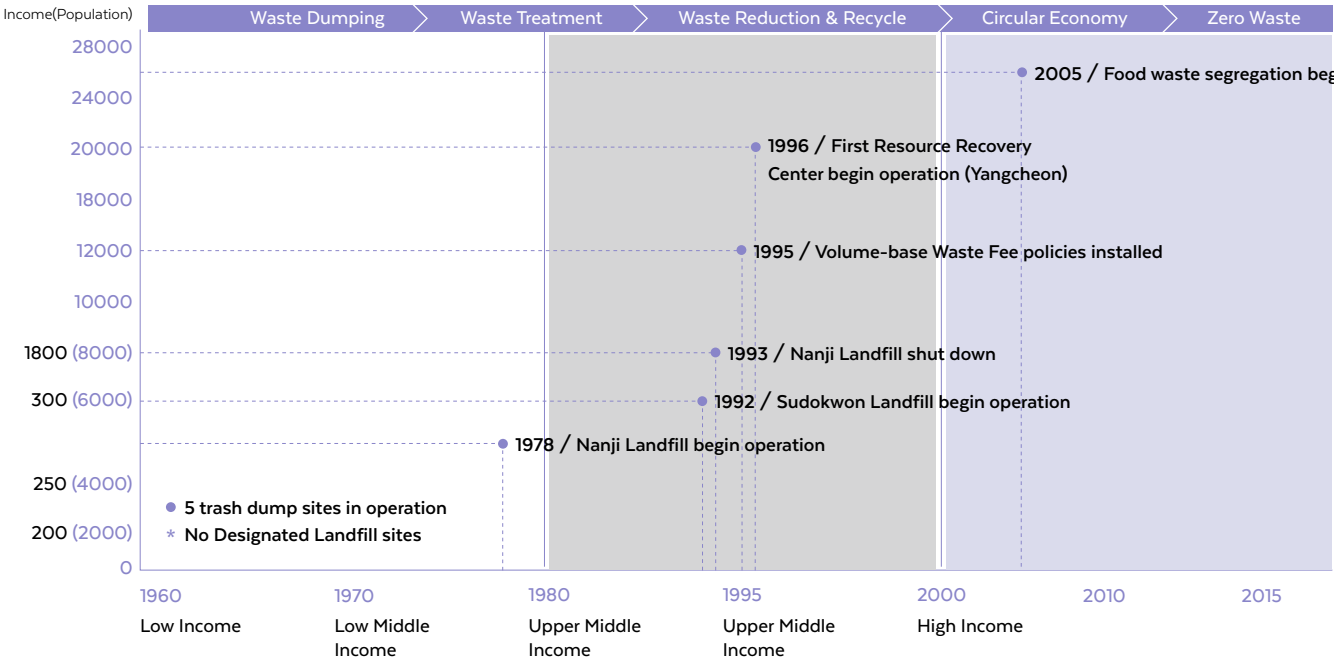 Income(Population)
Waste Dumping
Waste Treatment
Waste Reduction & Recycle
Circular Economy
Zero Waste
28000
2005 / Food waste segregation beg
24000
20000
1996 / First Resource Recovery
Center begin operation (Yangcheon)
18000
12000
1995 / Volume-base Waste Fee policies installed
10000
1800 (8000)
1993 / Nanji Landfill shut down
300 (6000)
1992 / Sudokwon Landfill begin operation
1978 / Nanji Landfill begin operation
250 (4000)
5 trash dump sites in operation
200 (2000)
* No Designated Landfill sites
0
1960
1970
1980
1995
2000
2010
2015
Low Income
Low Middle
Income
Upper Middle
Income
Upper Middle
Income
High Income